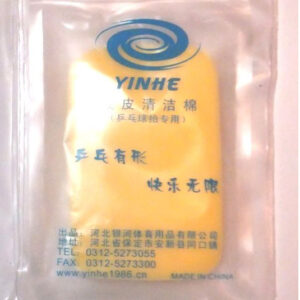 YINHE
胶皮清洁棉
(乒乓球拍专用)
乒乓有形
快乐无限
出品：河北银河体育用品有限公司
地址：河北省保定市安新县同口镇
TEL: 0312-5273055
FAX: 0312-5273300
www.yinhe1986.cn
MADE IN CHINA